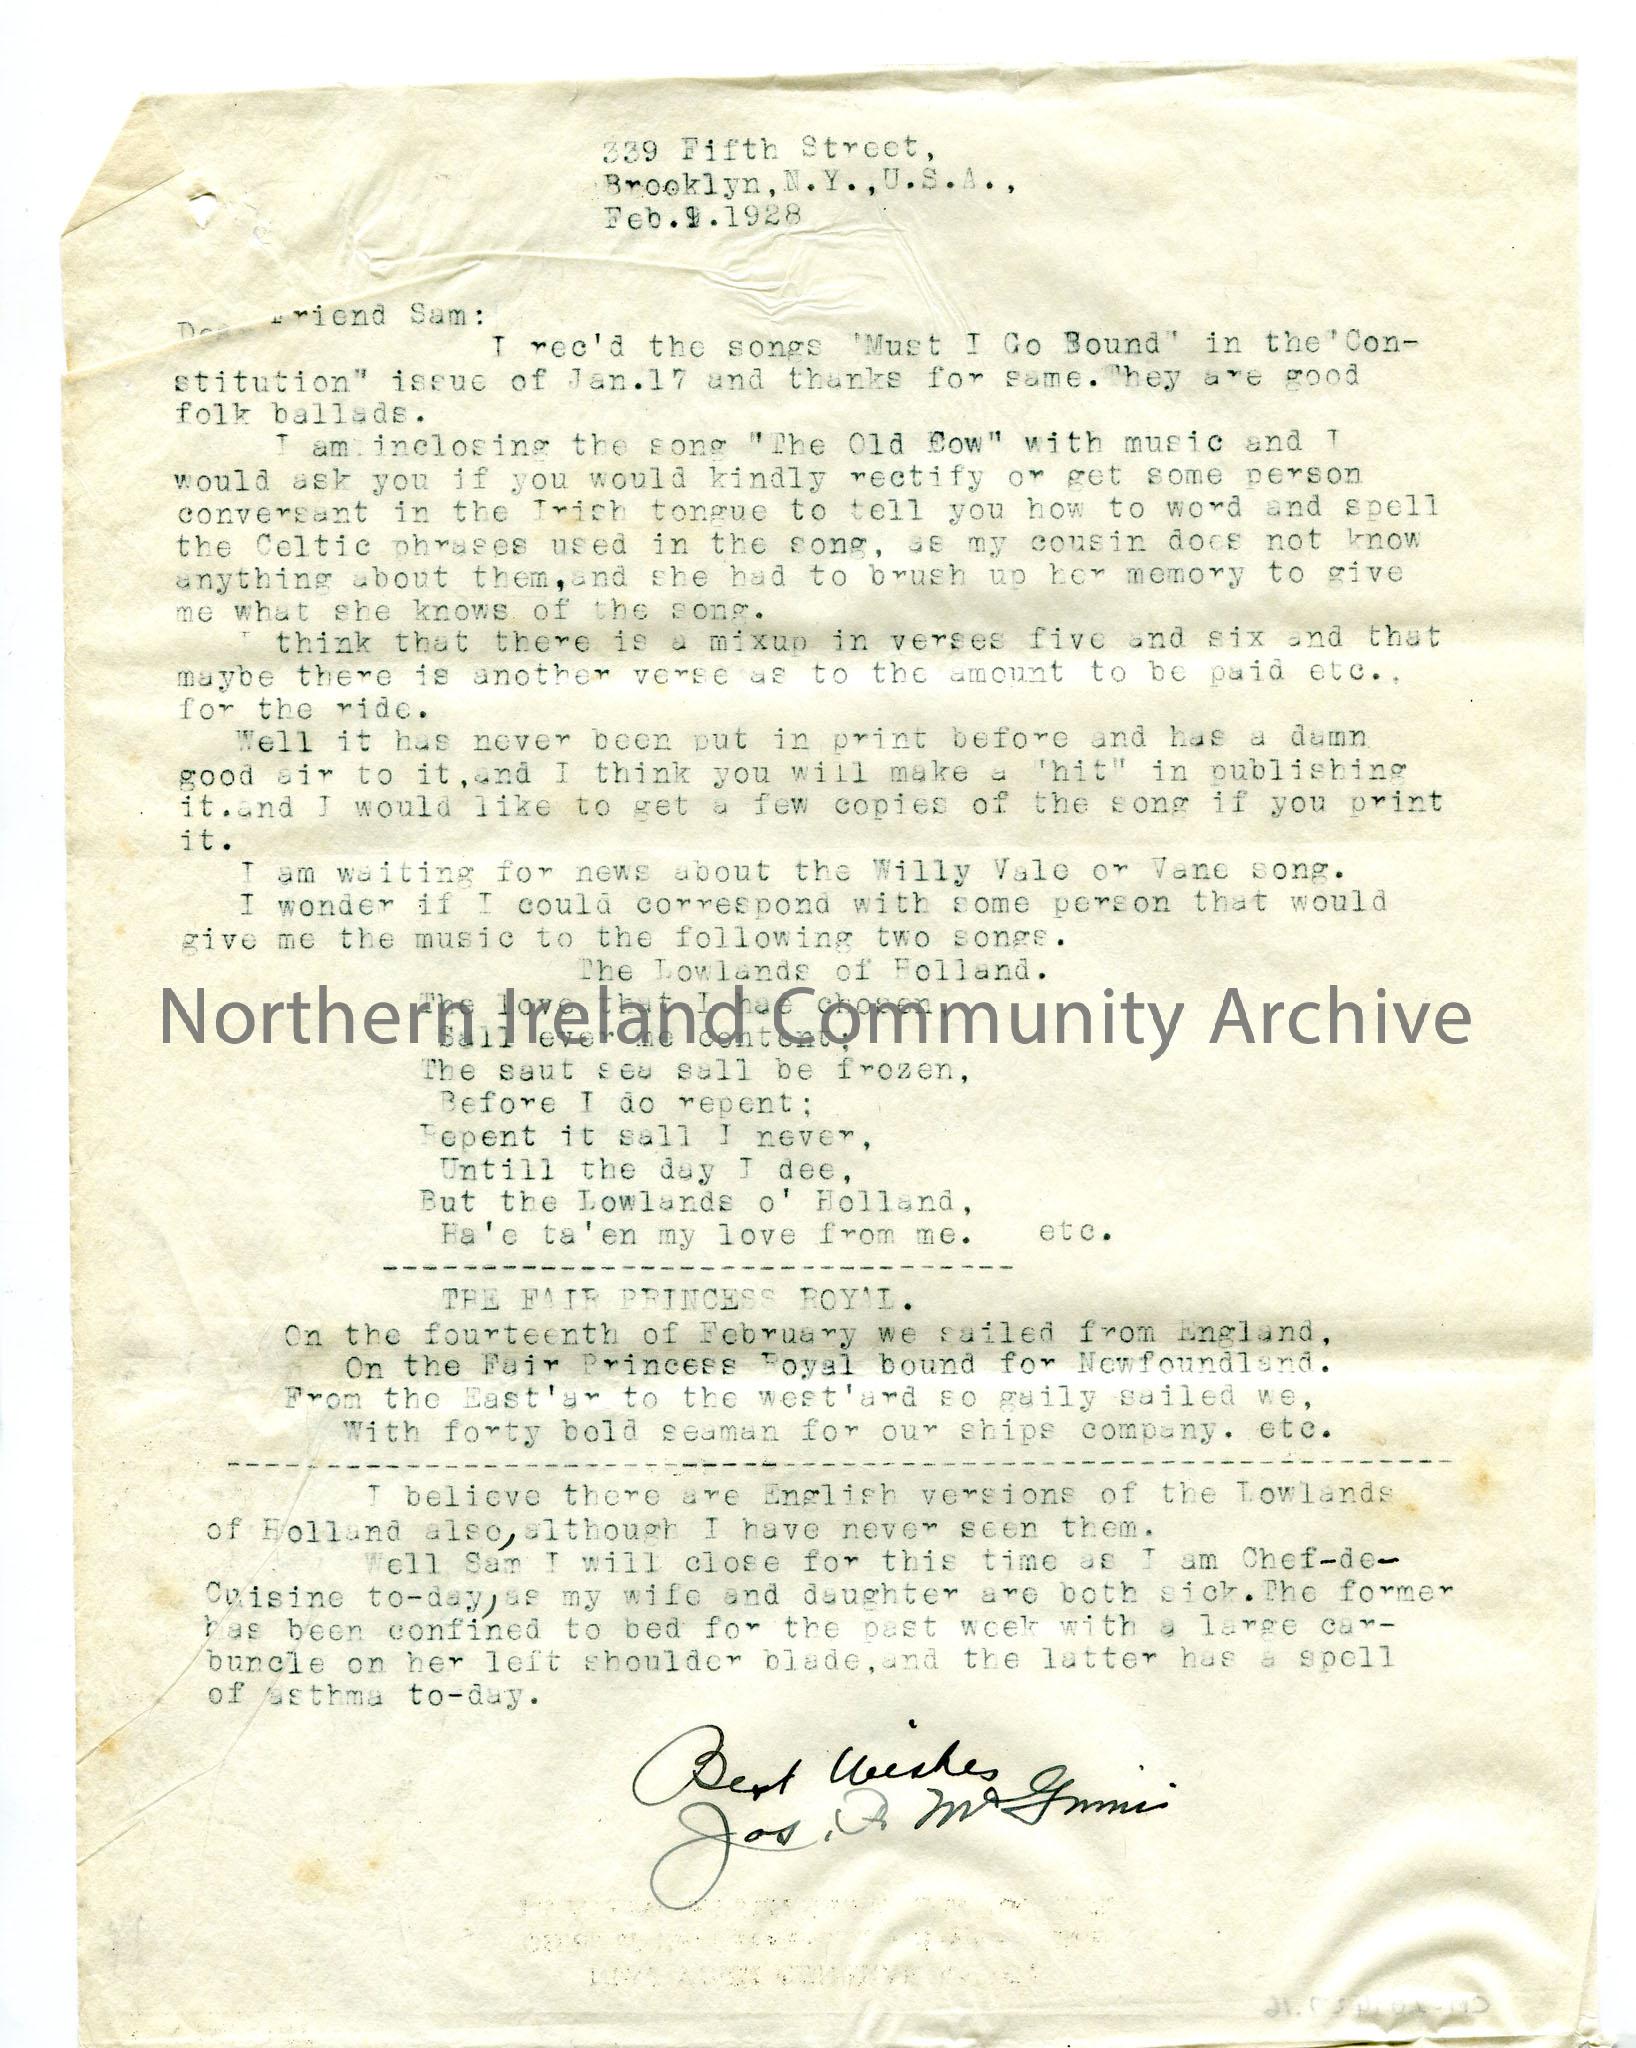 339 Fifth Street,
Brooklyn,N.Y.,U.S.A.,
Feb. .1928
Friend Sam:
I rec'd the songs "Must I Go Bound" in the"Con-
stitution" issue of Jan.17 and thanks for same.They are good
folk ballads.
I am inclosing the song "The Old Cow" with music and I
would ask you if you would kindly rectify or get some person
conversant in the Irish tongue to tell you how to word and spell
the Celtic phrases used in the song, as my cousin does not know
anything about them,and she had to brush up her memory to give
me what she knows of the song.
I think that there is a mixup in verses five and six and that
maybe there is another verse as to the amount to be paid etc..
for the ride.
Well it has never been put in print before and has a damn
good air to it,and I think you will make a "hit" in publishing
it.and I would like to get a few copies of the song if you print
it.
I am waiting for news about the Willy Vale or Vane song.
I wonder if I could correspond with some person that would
give me the music to the following two songs.
The Lowlands of Holland.
The love that I hae chosen,
Northern Ireland Community Archive
Sall ever me content;
The saut sea sall be frozen,
Before I do repent;
Repent it sall I never,
Untill the day I dee,
But the Lowlands o' Holland,
Ha'e ta'en my love from me. etc.
--------------------------------
THE FAIR PRINCESS ROYAL.
On the fourteenth of February we sailed from England,
On the Fair Princess Royal bound for Newfoundland.
From the East'ar to the west'ard so gaily sailed we,
With forty bold seaman for our ships company. etc.
--------------------------------------------------------------
I believe there are English versions of the Lowlands
of Holland also,although I have never seen them.
Well Sam I will close for this time as I am Chef-de-
Cuisine to-day,as my wife and daughter are both sick.The former
has been confined to bed for the past week with a large car-
buncle on her left shoulder blade,and the latter has a spell
of asthma to-day.
Best Wishes
Jos. McGinnis